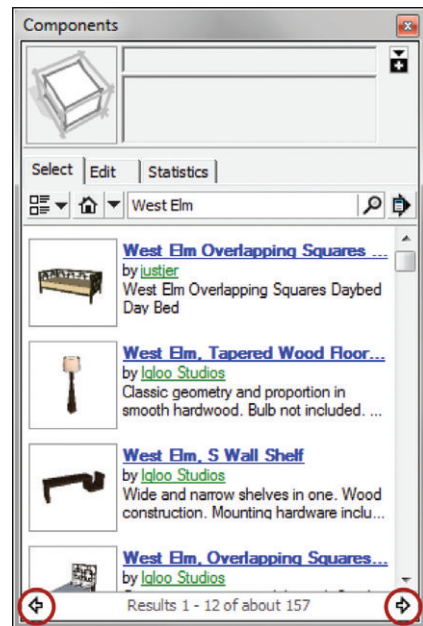 Components
Select Edit Statistics
West Elm
West Elm Overlapping Squares ...
by justjer
West Elm Overlapping Squares Daybed
Day Bed
West Elm, Tapered Wood Floor...
by Igloo Studios
Classic geometry and proportion in
smooth hardwood. Bulb not included. ...
West Elm, S Wall Shelf
by Igloo Studios
Wide and narrow shelves in one. Wood
construction. Mounting hardware inclu...
West Elm, Overlapping Squares...
by Igloo Studios
Results 1 - 12 of about 157